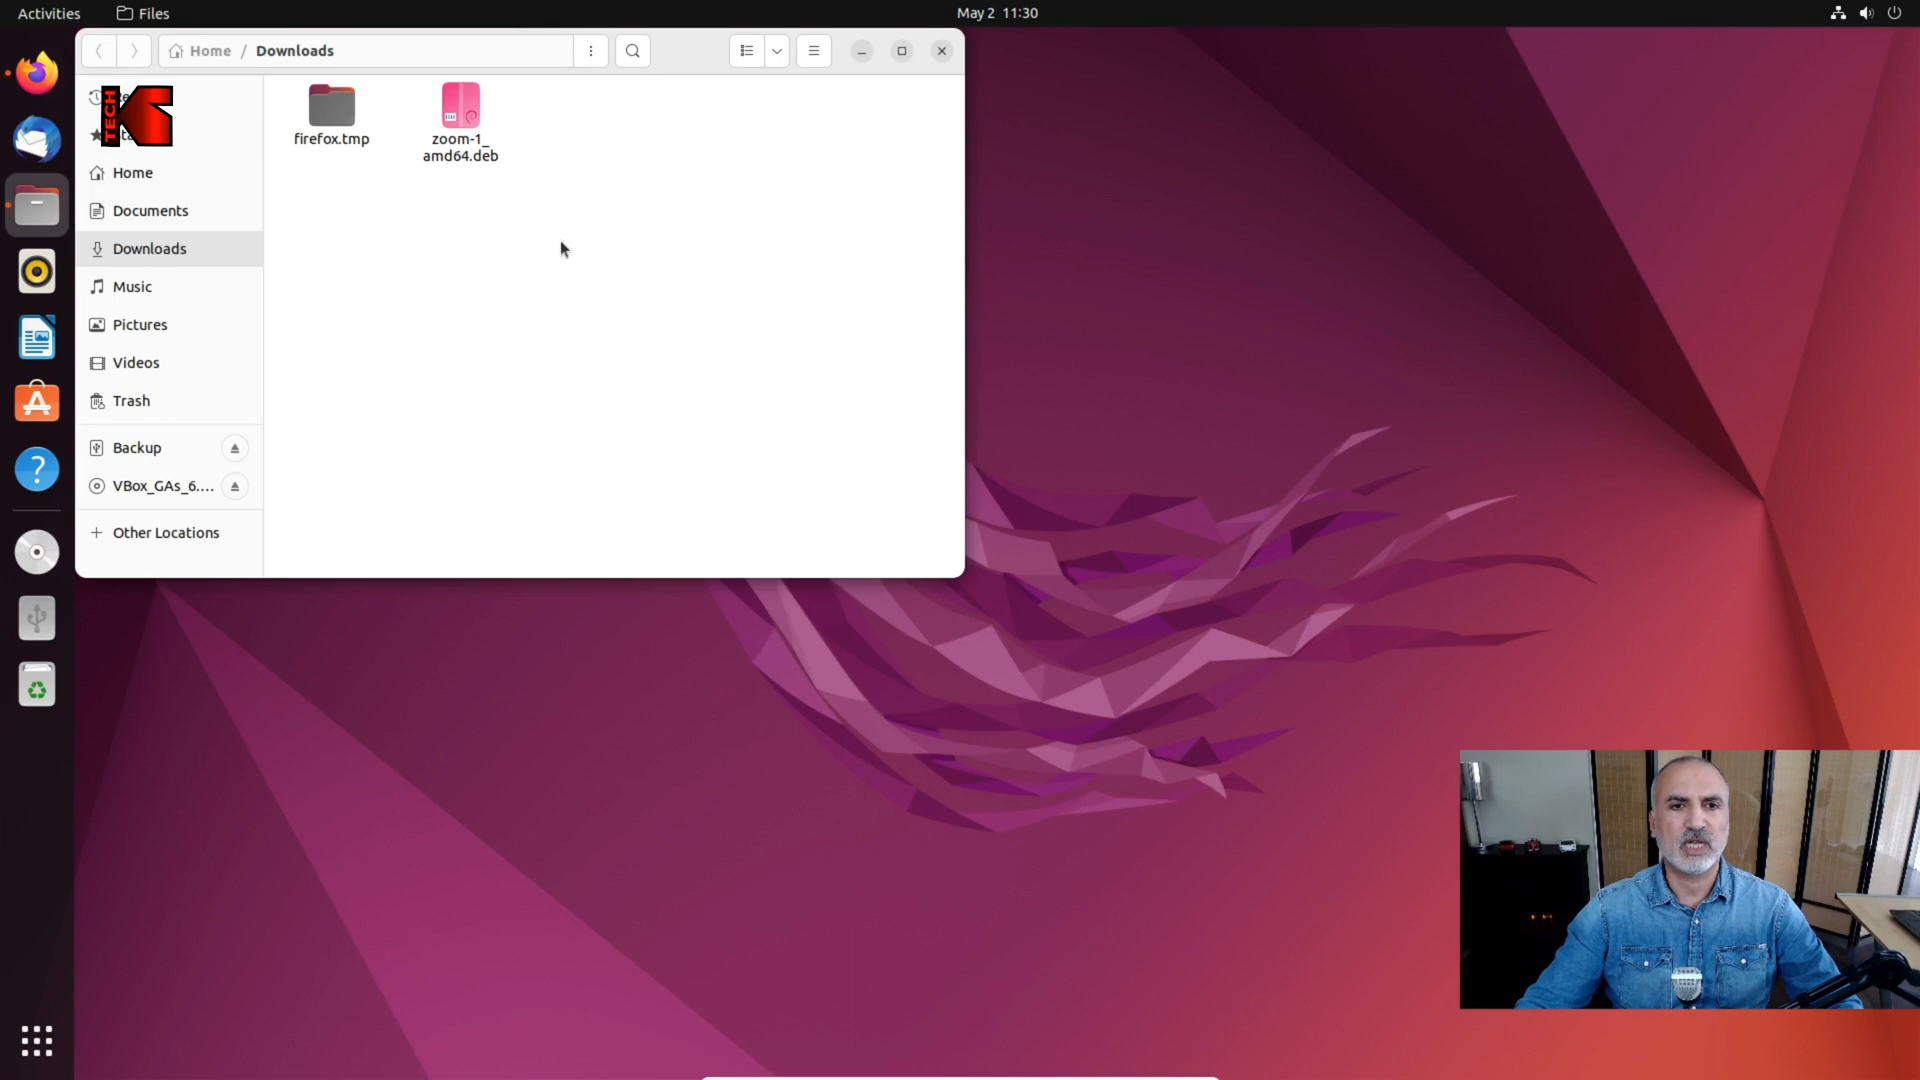 Activities
Files
May 2 11:30
Home / Downloads
TECH
K
Home
Documents
Downloads
Music
Pictures
Videos
Trash
Backup
VBox_GAs_6....
Other Locations
firefox.tmp
zoom-1_
amd64.deb